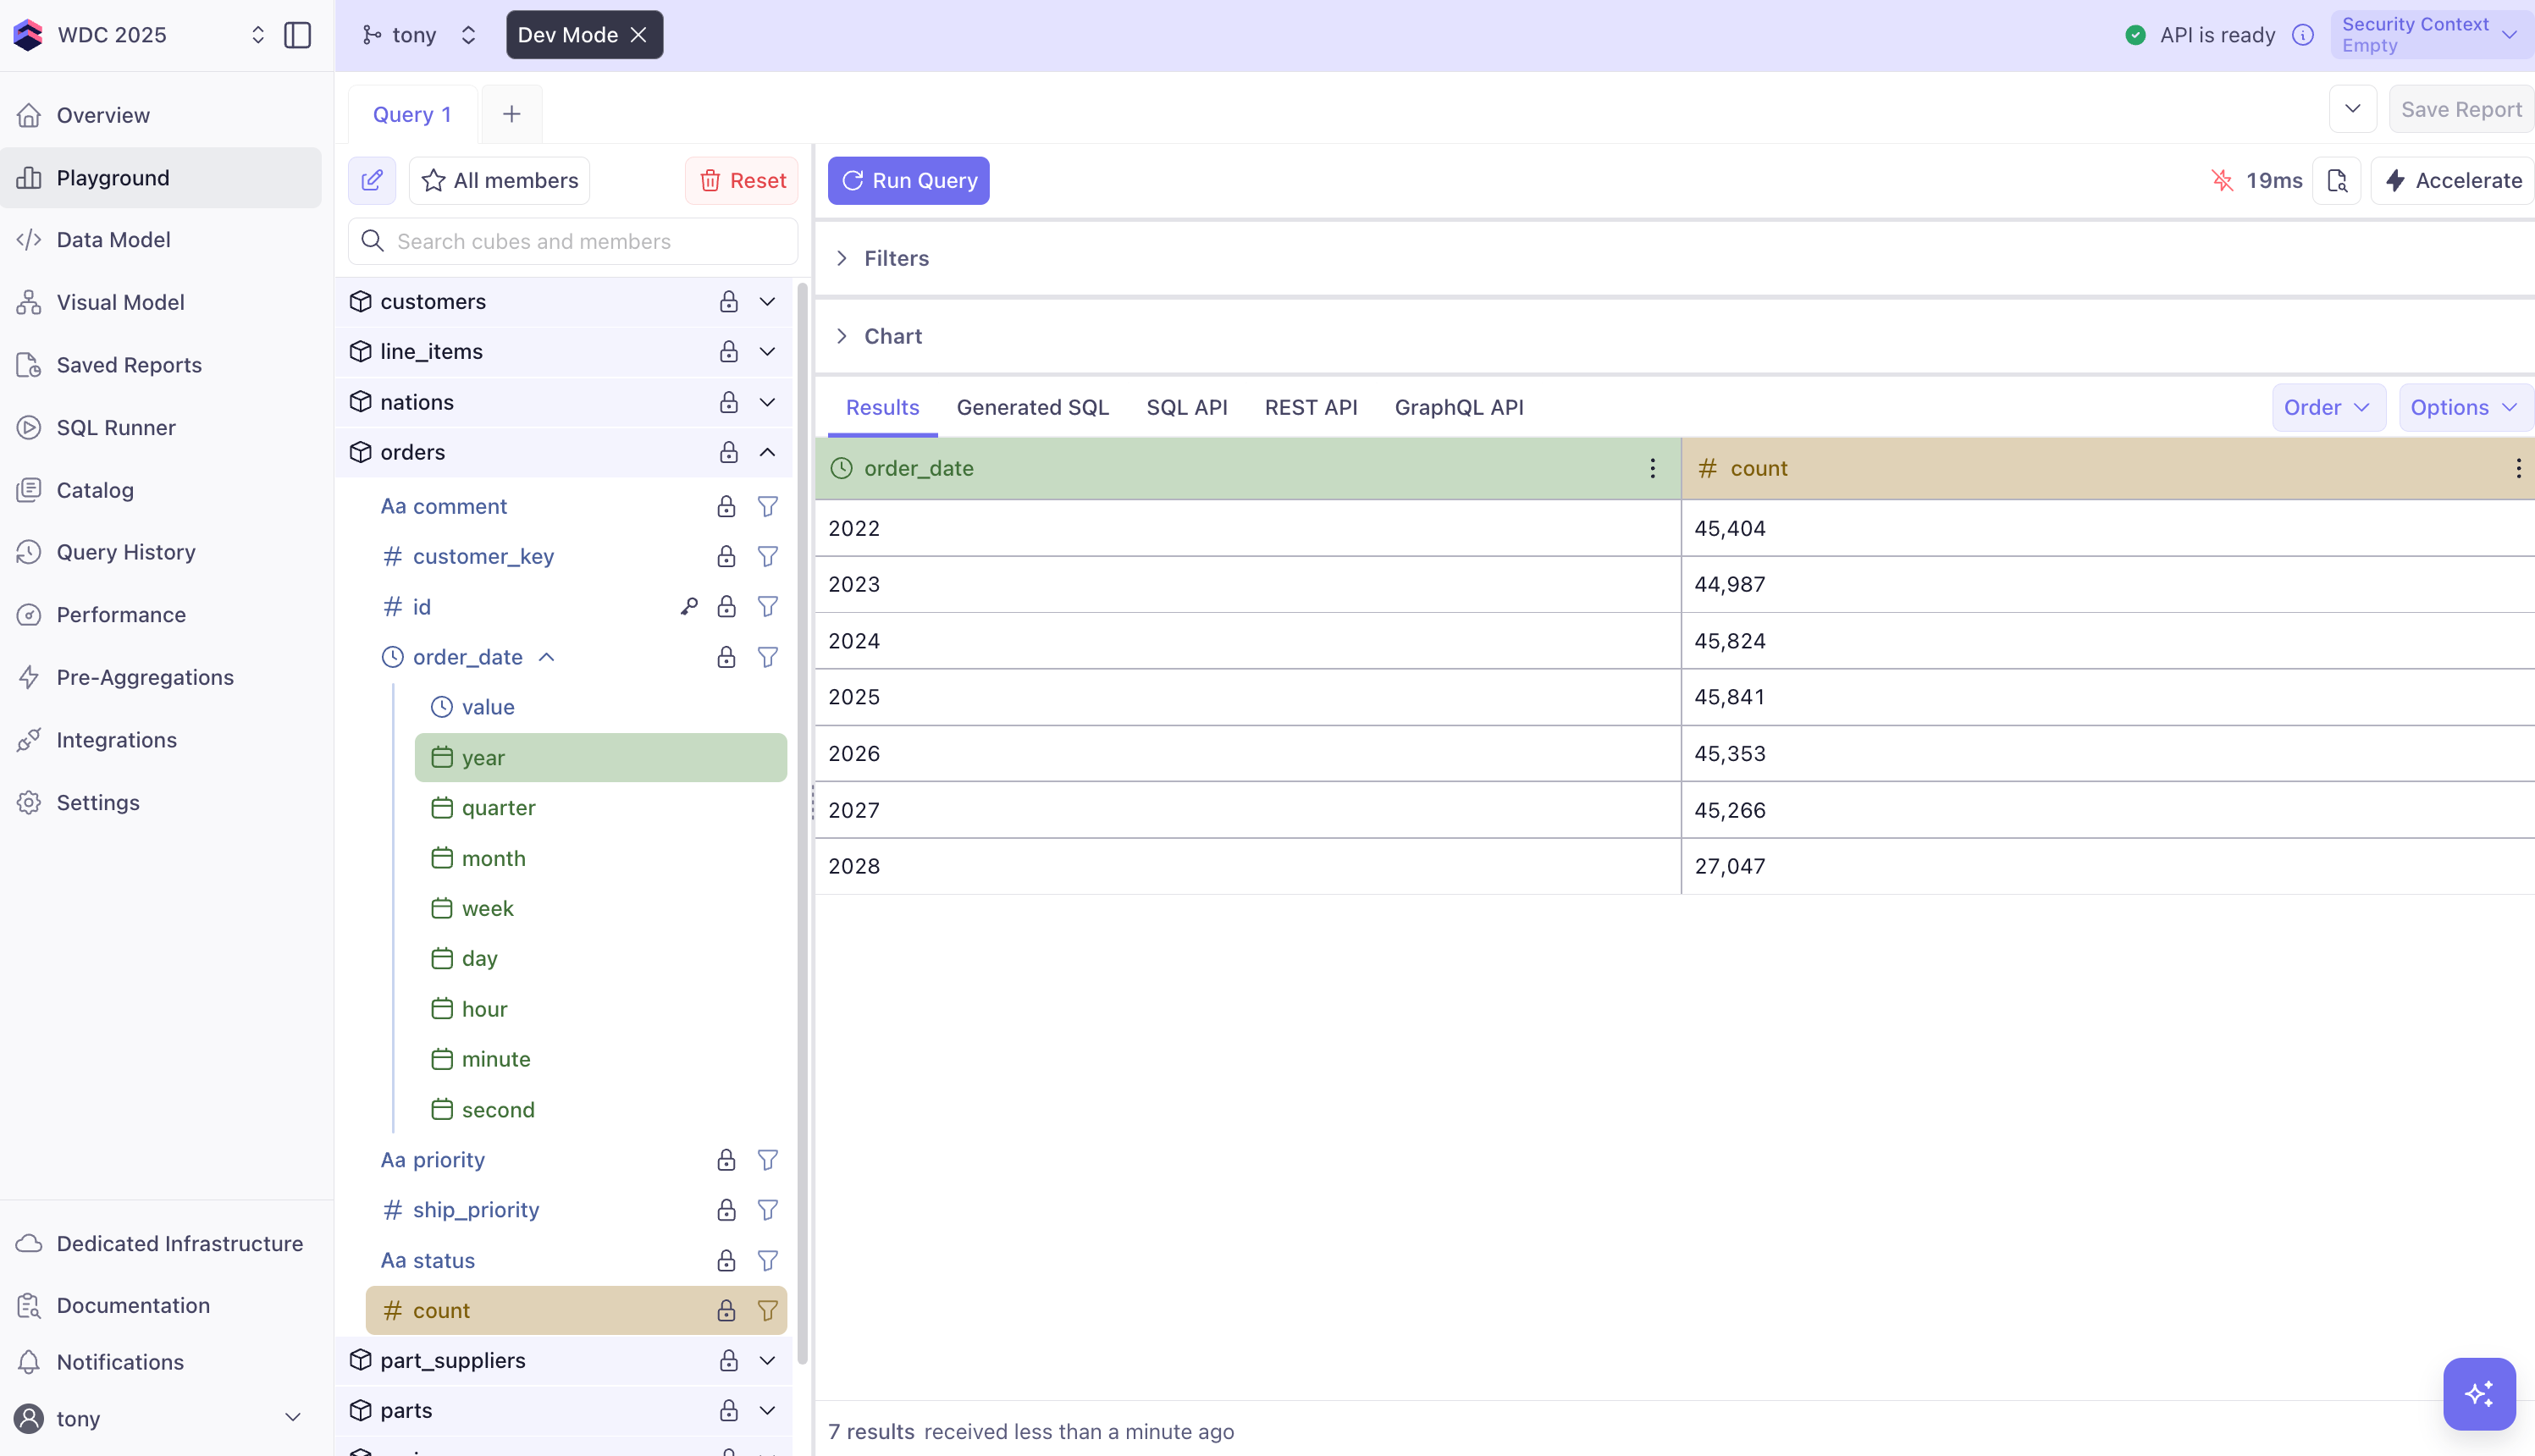 WDC 2025
Overview
Playground
Data Model
Visual Model
Saved Reports
SQL Runner
Catalog
Query History
Performance
Pre-Aggregations
Integrations
Settings
Dedicated Infrastructure
Documentation
Notifications
tony
tony
Dev Mode
API is ready
Security Context
Empty
Query 1
Save Report
All members
Reset
Search cubes and members
customers
line_items
nations
orders
Aa comment
# customer_key
# id
order_date
value
year
quarter
month
week
day
hour
minute
second
Aa priority
# ship_priority
Aa status
# count
part_suppliers
parts
Run Query
19ms
Accelerate
Filters
Chart
Results Generated SQL SQL API REST API GraphQL API
Order
Options
order_date # count
2022 45,404
2023 44,987
2024 45,824
2025 45,841
2026 45,353
2027 45,266
2028 27,047
7 results received less than a minute ago